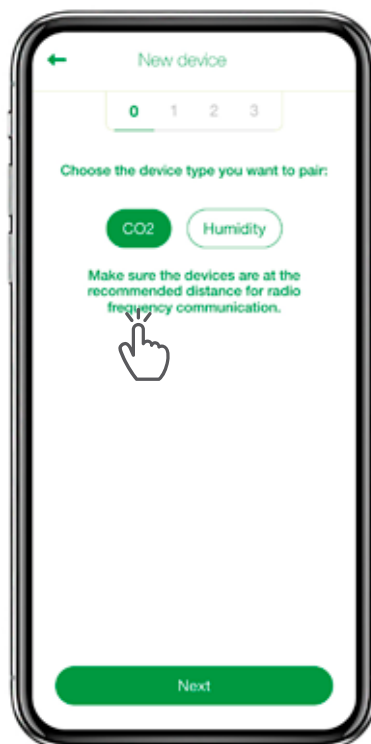 New device
0 1 2 3
Choose the device type you want to pair:
CO2 Humidity
Make sure the devices are at the
recommended distance for radio
frequency communication.
Next